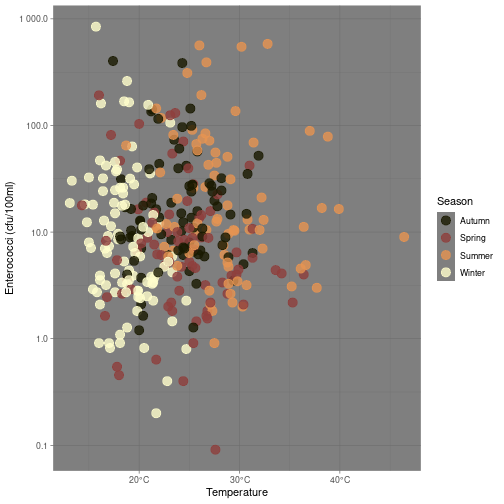 1 000.0
100.0
10.0
1.0
0.1
Enterococci (cfu/100ml)
20°C
30°C
40°C
Temperature
Season
Autumn
Spring
Summer
Winter